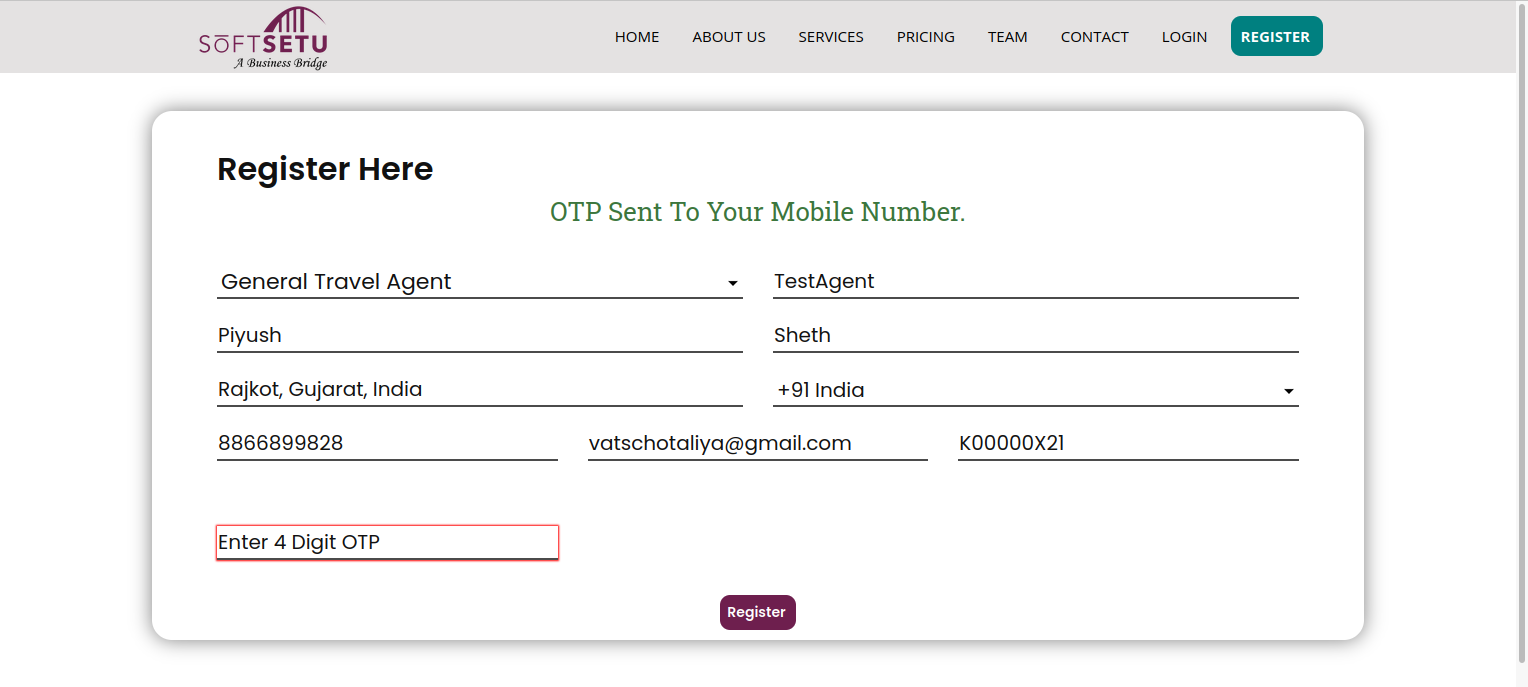 SŌFTSETU
A Business Bridge
HOME ABOUT US SERVICES PRICING TEAM CONTACT LOGIN REGISTER
Register Here
OTP Sent To Your Mobile Number.
General Travel Agent TestAgent
Piyush Sheth
Rajkot, Gujarat, India +91 India
8866899828 vatschotaliya@gmail.com K00000X21
Enter 4 Digit OTP
Register